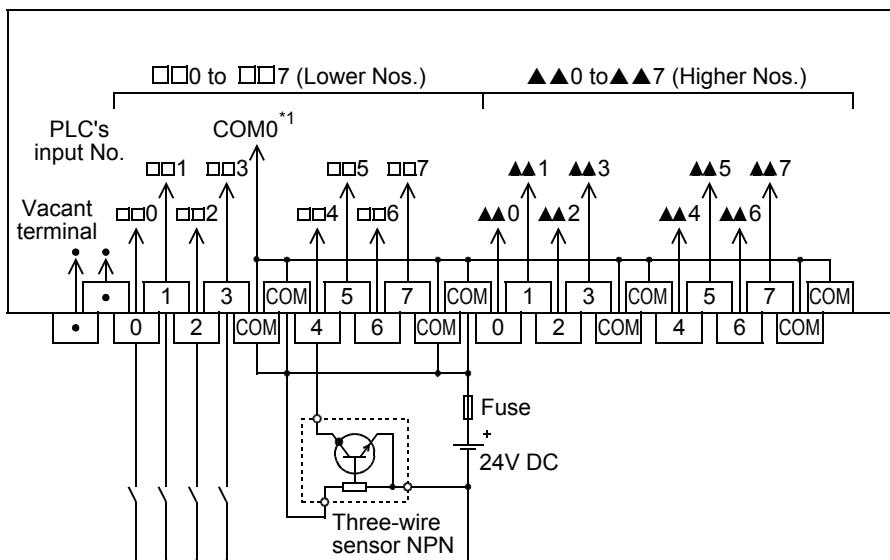 □□0 to □□7 (Lower Nos.) ▲▲0 to ▲▲7 (Higher Nos.)
PLC's input No.
COM0*1
□□1 □□3 □□5 □□7 ▲▲1 ▲▲3 ▲▲5 ▲▲7
Vacant terminal
□□0 □□2 □□4 □□6 ▲▲0 ▲▲2 ▲▲4 ▲▲6
• 1 3 COM 5 7 COM 1 3 COM 5 7 COM
• 0 2 COM 4 6 COM 0 2 COM 4 6 COM
Fuse
+
24V DC
Three-wire
sensor NPN